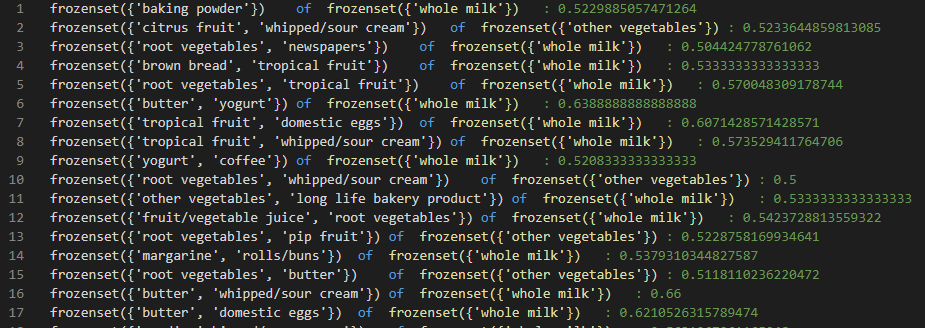 1 frozenset({'baking powder'}) of frozenset({'whole milk'}) : 0.5229885057471264
2 frozenset({'citrus fruit', 'whipped/sour cream'}) of frozenset({'other vegetables'}) : 0.5233644859813085
3 frozenset({'root vegetables', 'newspapers'}) of frozenset({'whole milk'}) : 0.504424778761062
4 frozenset({'brown bread', 'tropical fruit'}) of frozenset({'whole milk'}) : 0.5333333333333333
5 frozenset({'root vegetables', 'tropical fruit'}) of frozenset({'whole milk'}) : 0.570048309178744
6 frozenset({'butter', 'yogurt'}) of frozenset({'whole milk'}) : 0.6388888888888888
7 frozenset({'tropical fruit', 'domestic eggs'}) of frozenset({'whole milk'}) : 0.6071428571428571
8 frozenset({'tropical fruit', 'whipped/sour cream'}) of frozenset({'whole milk'}) : 0.573529411764706
9 frozenset({'yogurt', 'coffee'}) of frozenset({'whole milk'}) : 0.5208333333333333
10 frozenset({'root vegetables', 'whipped/sour cream'}) of frozenset({'other vegetables'}) : 0.5
11 frozenset({'other vegetables', 'long life bakery product'}) of frozenset({'whole milk'}) : 0.5333333333333333
12 frozenset({'fruit/vegetable juice', 'root vegetables'}) of frozenset({'whole milk'}) : 0.5423728813559322
13 frozenset({'root vegetables', 'pip fruit'}) of frozenset({'other vegetables'}) : 0.5228758169934641
14 frozenset({'margarine', 'rolls/buns'}) of frozenset({'whole milk'}) : 0.5379310344827587
15 frozenset({'root vegetables', 'butter'}) of frozenset({'other vegetables'}) : 0.5118110236220472
16 frozenset({'butter', 'whipped/sour cream'}) of frozenset({'whole milk'}) : 0.66
17 frozenset({'butter', 'domestic eggs'}) of frozenset({'whole milk'}) : 0.6210526315789474